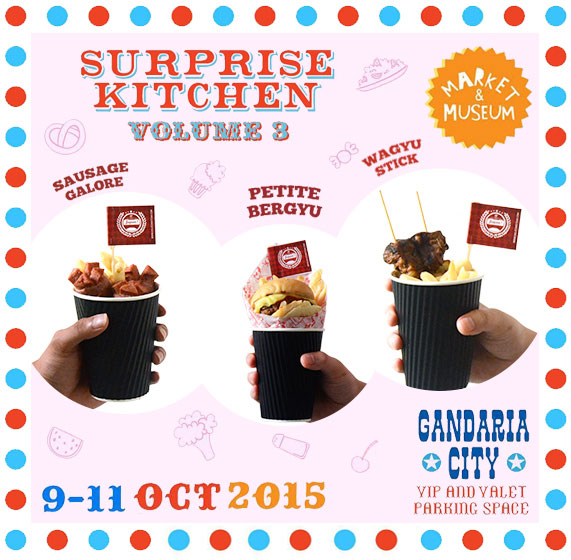 SURPRISE
KITCHEN
VOLUME 3
MARKET
&
MUSEUM
SAUSAGE
GALORE
PETITE
BERGYU
WAGYU
STICK
GANDARIA
CITY
VIP AND VALET
PARKING SPACE
9-11 OCT 2015